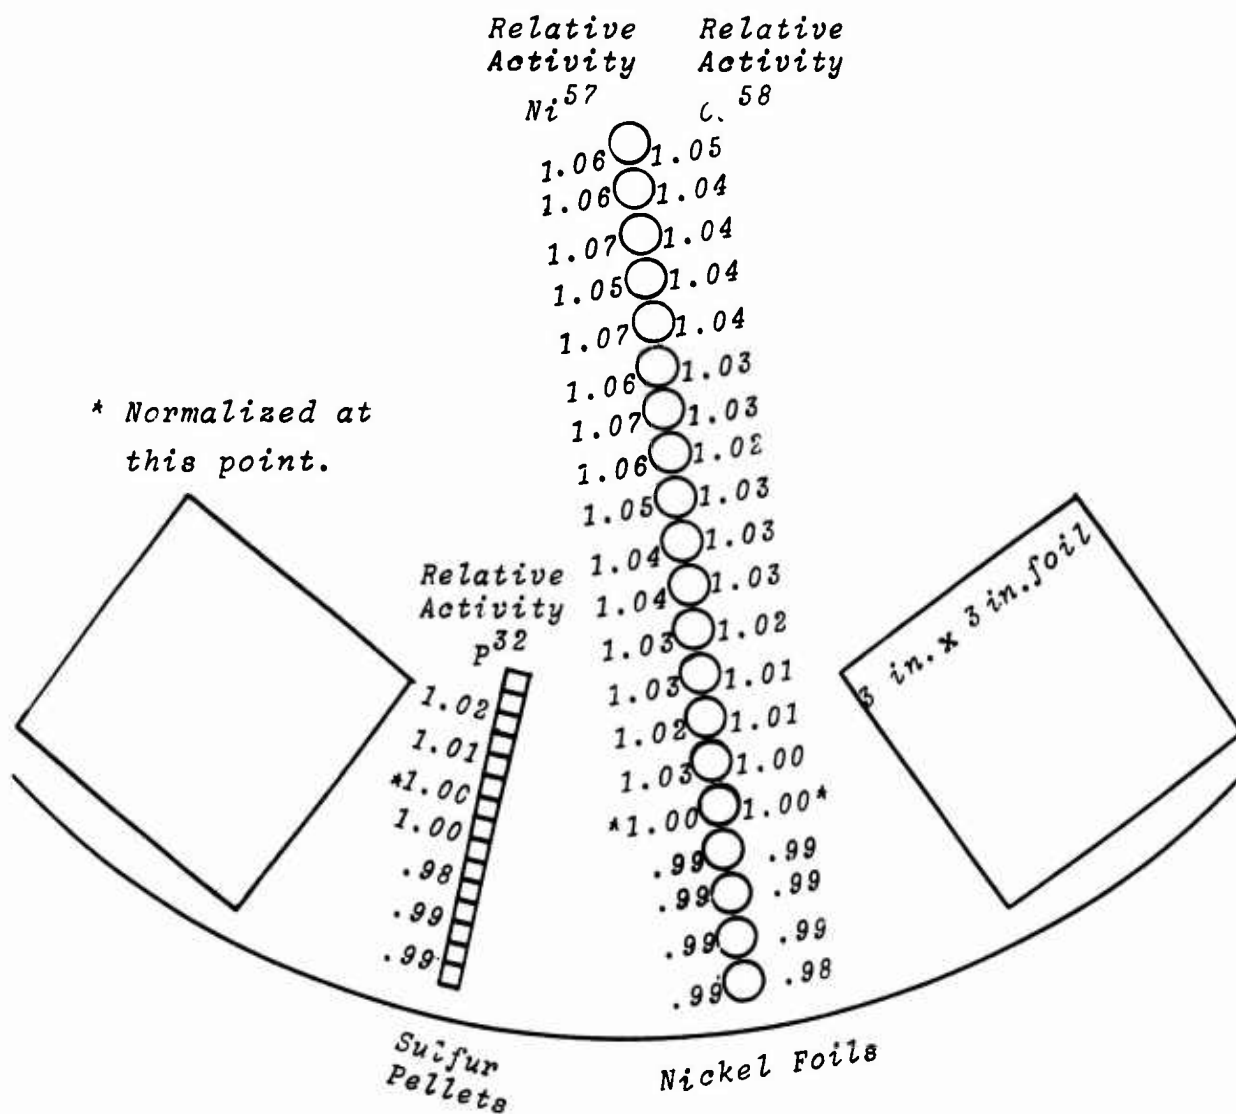 Relative Activity Ni57
Relative Activity 58
1.06 1.05
1.06 1.04
1.07 1.04
1.05 1.04
1.07 1.04
1.06 1.03
1.07 1.03
1.06 1.02
1.05 1.03
1.04 1.03
1.04 1.03
1.03 1.02
1.03 1.01
1.02 1.01
1.03 1.00
*1.00 1.00*
.99 .99
.99 .99
.99 .99
.99 .98
Nickel Foils
* Normalized at
this point.
Relative
Activity
P32
1.02
1.01
*1.00
1.00
.98
.99
.99
Sulfur
Pellets
3 in. x 3 in. foil